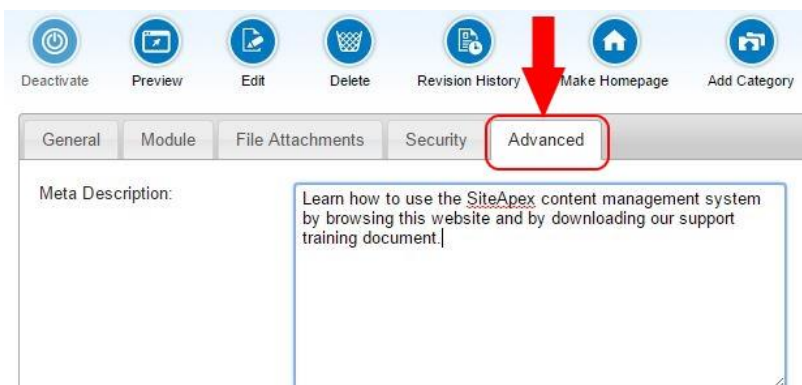 Deactivate Preview Edit Delete Revision History Make Homepage Add Category
General Module File Attachments Security Advanced
Meta Description:
Learn how to use the SiteApex content management system
by browsing this website and by downloading our support
training document.